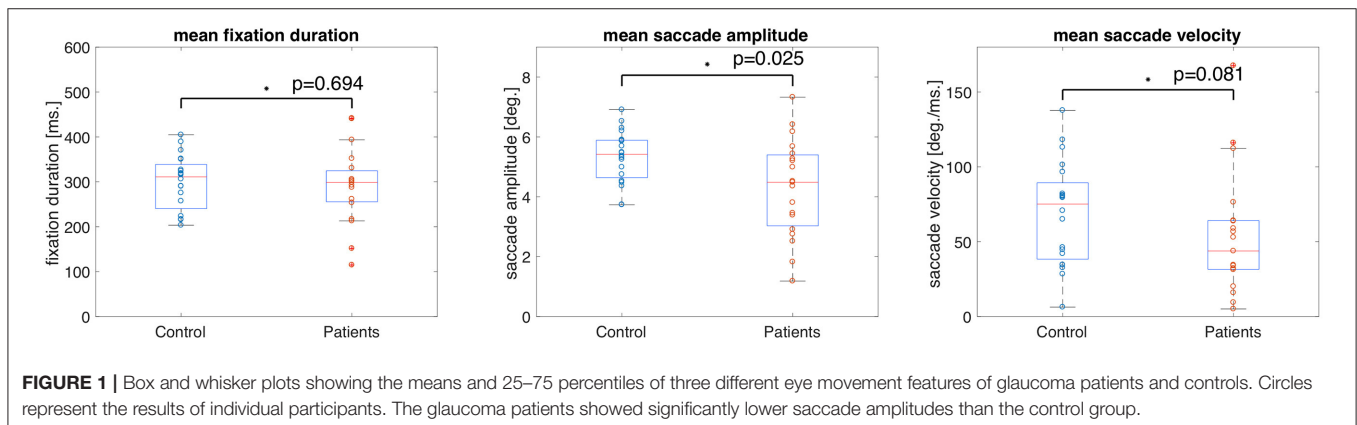 mean fixation duration
600
500
400
300
200
100
0
fixation duration [ms.]
* p=0.694
Control Patients
mean saccade amplitude
8
6
4
2
0
saccade amplitude [deg.]
* p=0.025
Control Patients
mean saccade velocity
150
100
50
0
saccade velocity [deg./ms.]
* p=0.081
Control Patients
FIGURE 1 | Box and whisker plots showing the means and 25–75 percentiles of three different eye movement features of glaucoma patients and controls. Circles
represent the results of individual participants. The glaucoma patients showed significantly lower saccade amplitudes than the control group.